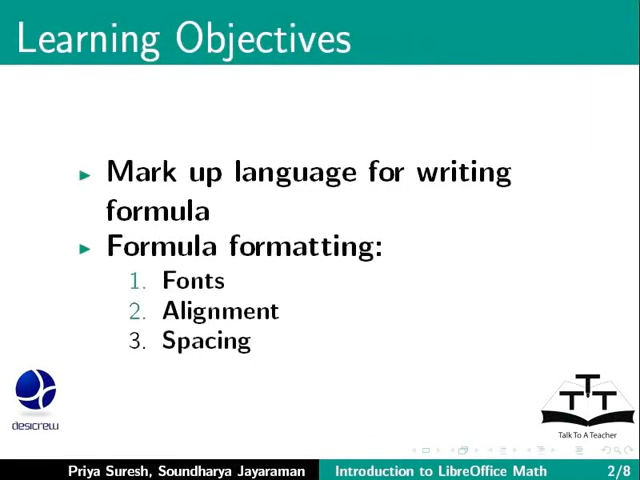 Learning Objectives
Mark up language for writing
formula
Formula formatting:
1. Fonts
2. Alignment
3. Spacing
desicrew
TTT
Talk To A Teacher
Priya Suresh, Soundharya Jayaraman Introduction to LibreOffice Math 2/8